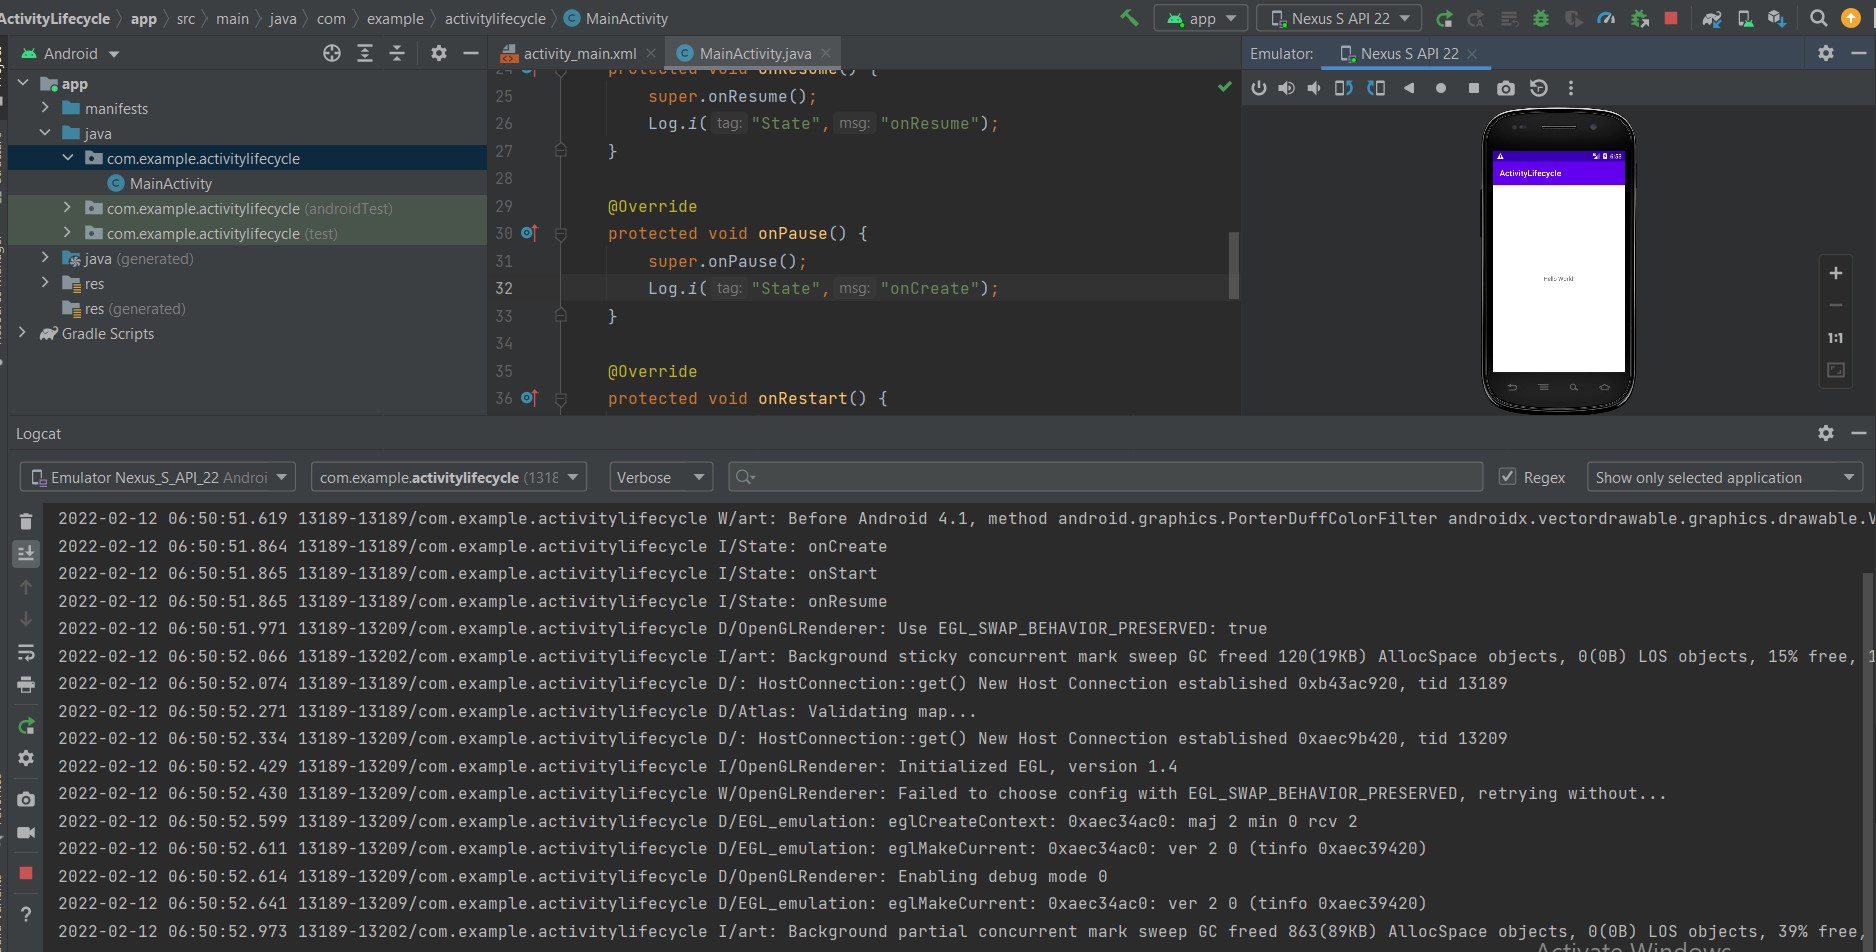 ActivityLifecycle > app > src > main > java > com > example > activitylifecycle > MainActivity
app
Nexus S API 22
Android
activity_main.xml
MainActivity.java
Emulator:
Nexus S API 22
app
manifests
java
com.example.activitylifecycle
MainActivity
com.example.activitylifecycle (androidTest)
com.example.activitylifecycle (test)
java (generated)
res
res (generated)
Gradle Scripts
24 protected void onResume() {
25 super.onResume();
26 Log.i( tag: "State", msg: "onResume");
27 }
28
29 @Override
30 protected void onPause() {
31 super.onPause();
32 Log.i( tag: "State", msg: "onCreate");
33 }
34
35 @Override
36 protected void onRestart() {
ActivityLifecycle
Hello World
1:1
Logcat
Emulator Nexus_S_API_22 Androi
com.example.activitylifecycle (1318
Verbose
Regex
Show only selected application
2022-02-12 06:50:51.619 13189-13189/com.example.activitylifecycle W/art: Before Android 4.1, method android.graphics.PorterDuffColorFilter androidx.vectordrawable.graphics.drawable.V
2022-02-12 06:50:51.864 13189-13189/com.example.activitylifecycle I/State: onCreate
2022-02-12 06:50:51.865 13189-13189/com.example.activitylifecycle I/State: onStart
2022-02-12 06:50:51.865 13189-13189/com.example.activitylifecycle I/State: onResume
2022-02-12 06:50:51.971 13189-13209/com.example.activitylifecycle D/OpenGLRenderer: Use EGL_SWAP_BEHAVIOR_PRESERVED: true
2022-02-12 06:50:52.066 13189-13202/com.example.activitylifecycle I/art: Background sticky concurrent mark sweep GC freed 120(19KB) AllocSpace objects, 0(0B) LOS objects, 15% free, 1
2022-02-12 06:50:52.074 13189-13189/com.example.activitylifecycle D/: HostConnection::get() New Host Connection established 0xb43ac920, tid 13189
2022-02-12 06:50:52.271 13189-13189/com.example.activitylifecycle D/Atlas: Validating map...
2022-02-12 06:50:52.334 13189-13209/com.example.activitylifecycle D/: HostConnection::get() New Host Connection established 0xaec9b420, tid 13209
2022-02-12 06:50:52.429 13189-13209/com.example.activitylifecycle I/OpenGLRenderer: Initialized EGL, version 1.4
2022-02-12 06:50:52.430 13189-13209/com.example.activitylifecycle W/OpenGLRenderer: Failed to choose config with EGL_SWAP_BEHAVIOR_PRESERVED, retrying without...
2022-02-12 06:50:52.599 13189-13209/com.example.activitylifecycle D/EGL_emulation: eglCreateContext: 0xaec34ac0: maj 2 min 0 rcv 2
2022-02-12 06:50:52.611 13189-13209/com.example.activitylifecycle D/EGL_emulation: eglMakeCurrent: 0xaec34ac0: ver 2 0 (tinfo 0xaec39420)
2022-02-12 06:50:52.614 13189-13209/com.example.activitylifecycle D/OpenGLRenderer: Enabling debug mode 0
2022-02-12 06:50:52.641 13189-13209/com.example.activitylifecycle D/EGL_emulation: eglMakeCurrent: 0xaec34ac0: ver 2 0 (tinfo 0xaec39420)
2022-02-12 06:50:52.973 13189-13202/com.example.activitylifecycle I/art: Background partial concurrent mark sweep GC freed 863(89KB) AllocSpace objects, 0(0B) LOS objects, 39% free,
Activate Windows